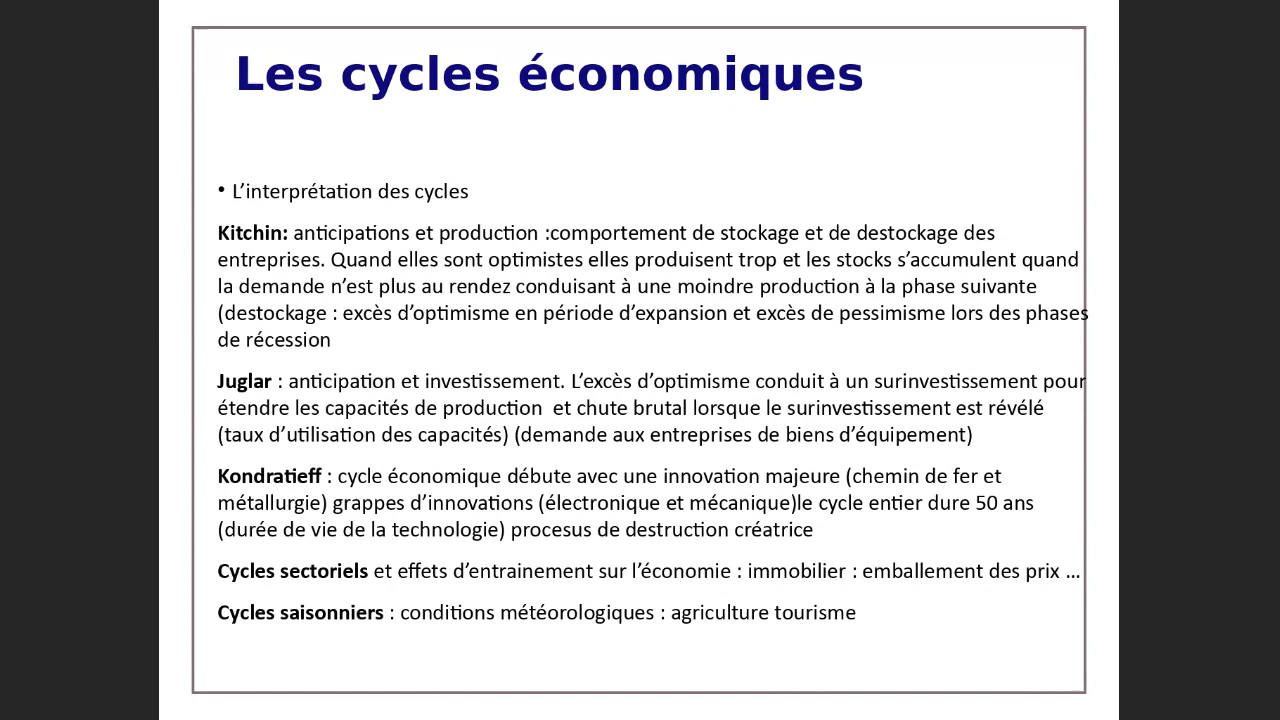 Les cycles économiques
• L’interprétation des cycles
Kitchin: anticipations et production :comportement de stockage et de destockage des
entreprises. Quand elles sont optimistes elles produisent trop et les stocks s’accumulent quand
la demande n’est plus au rendez conduisant à une moindre production à la phase suivante
(destockage : excès d’optimisme en période d’expansion et excès de pessimisme lors des phases
de récession
Juglar : anticipation et investissement. L’excès d’optimisme conduit à un surinvestissement pour
étendre les capacités de production  et chute brutal lorsque le surinvestissement est révélé
(taux d’utilisation des capacités) (demande aux entreprises de biens d’équipement)
Kondratieff : cycle économique débute avec une innovation majeure (chemin de fer et
métallurgie) grappes d’innovations (électronique et mécanique)le cycle entier dure 50 ans
(durée de vie de la technologie) procesus de destruction créatrice
Cycles sectoriels et effets d’entrainement sur l’économie : immobilier : emballement des prix …
Cycles saisonniers : conditions météorologiques : agriculture tourisme